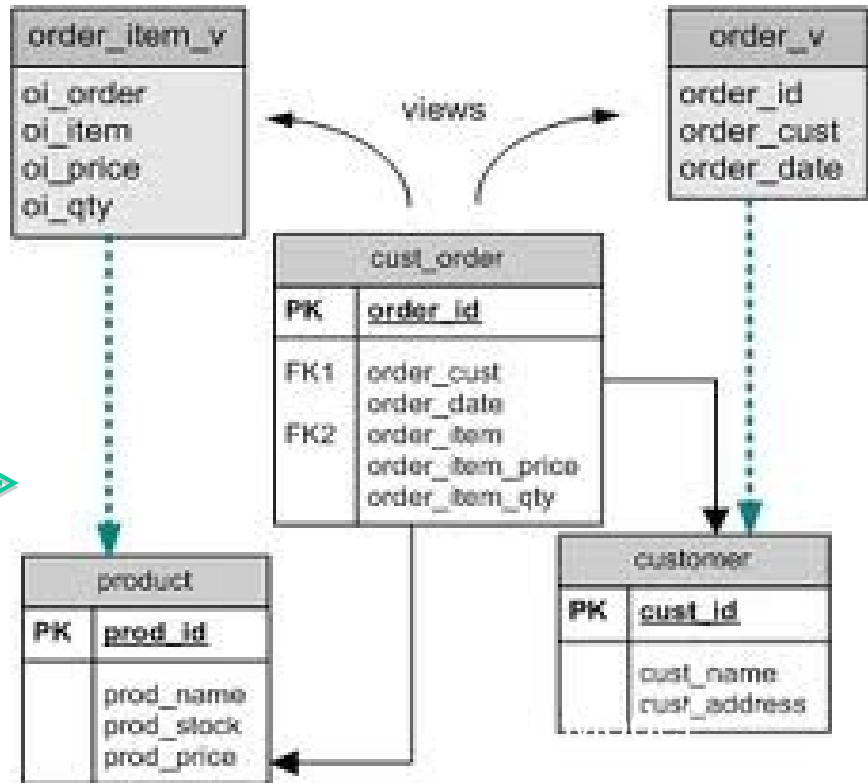 order_item_v
oi_order
oi_item
oi_price
oi_qty
views
order_v
order_id
order_cust
order_date
cust_order
PK order_id
FK1 order_cust
order_date
FK2 order_item
order_item_price
order_item_qty
product
PK prod_id
prod_name
prod_stock
prod_price
customer
PK cust_id
cust_name
cust_address